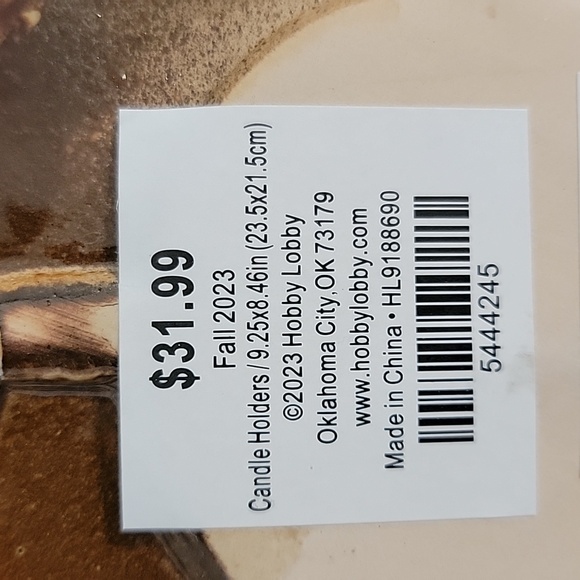 $31.99
Fall 2023
Candle Holders / 9.25x8.46in (23.5x21.5cm)
©2023 Hobby Lobby
Oklahoma City,OK 73179
www.hobbylobby.com
Made in China • HL9188690
5444245